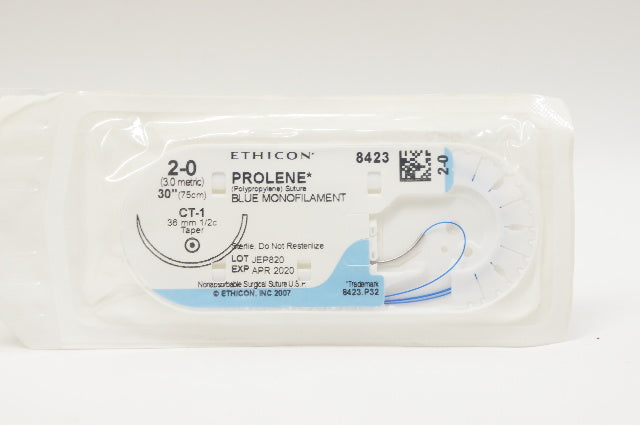 ETHICON*
8423
2-0
2-0
(3.0 metric)
30" (75cm)
PROLENE*
(Polypropylene) Suture
BLUE MONOFILAMENT
CT-1
36 mm 1/2c
Taper
Sterile. Do Not Resterilize
LOT JEP820
EXP APR 2020
Nonabsorbable Surgical Suture U.S.P.
© ETHICON, INC 2007
*Trademark
8423.P32